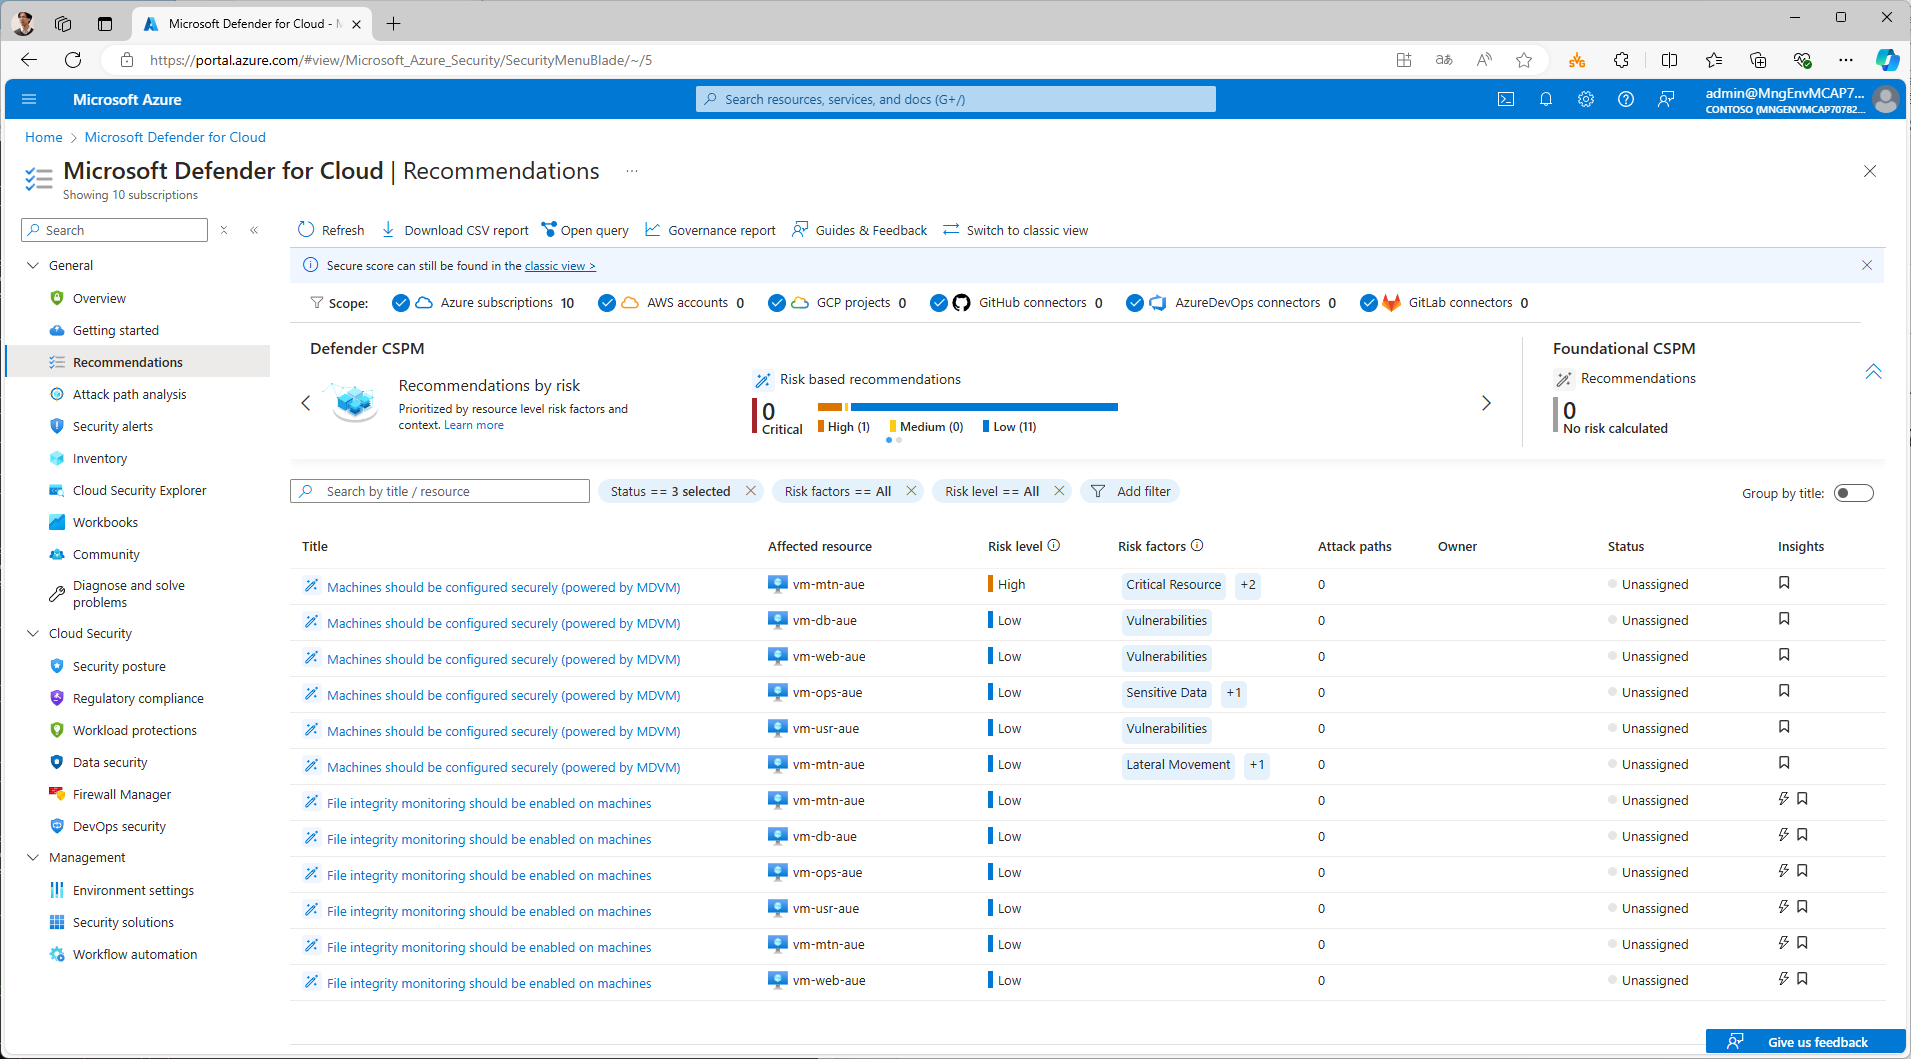 Microsoft Defender for Cloud - M
https://portal.azure.com/#view/Microsoft_Azure_Security/SecurityMenuBlade/~/5
Microsoft Azure
Search resources, services, and docs (G+/)
admin@MngEnvMCAP7...
CONTOSO (MNGENVMCAP70782...
Home > Microsoft Defender for Cloud
Microsoft Defender for Cloud | Recommendations ...
Showing 10 subscriptions
Search
General
Overview
Getting started
Recommendations
Attack path analysis
Security alerts
Inventory
Cloud Security Explorer
Workbooks
Community
Diagnose and solve
problems
Cloud Security
Security posture
Regulatory compliance
Workload protections
Data security
Firewall Manager
DevOps security
Management
Environment settings
Security solutions
Workflow automation
Refresh Download CSV report Open query Governance report Guides & Feedback Switch to classic view
Secure score can still be found in the classic view >
Scope: Azure subscriptions 10 AWS accounts 0 GCP projects 0 GitHub connectors 0 AzureDevOps connectors 0 GitLab connectors 0
Defender CSPM
Recommendations by risk
Prioritized by resource level risk factors and
context. Learn more
Risk based recommendations
0
Critical
High (1) Medium (0) Low (11)
Foundational CSPM
Recommendations
0
No risk calculated
Search by title / resource Status == 3 selected Risk factors == All Risk level == All Add filter Group by title:
Title Affected resource Risk level Risk factors Attack paths Owner Status Insights
Machines should be configured securely (powered by MDVM) vm-mtn-aue High Critical Resource +2 0 Unassigned
Machines should be configured securely (powered by MDVM) vm-db-aue Low Vulnerabilities 0 Unassigned
Machines should be configured securely (powered by MDVM) vm-web-aue Low Vulnerabilities 0 Unassigned
Machines should be configured securely (powered by MDVM) vm-ops-aue Low Sensitive Data +1 0 Unassigned
Machines should be configured securely (powered by MDVM) vm-usr-aue Low Vulnerabilities 0 Unassigned
Machines should be configured securely (powered by MDVM) vm-mtn-aue Low Lateral Movement +1 0 Unassigned
File integrity monitoring should be enabled on machines vm-mtn-aue Low 0 Unassigned
File integrity monitoring should be enabled on machines vm-db-aue Low 0 Unassigned
File integrity monitoring should be enabled on machines vm-ops-aue Low 0 Unassigned
File integrity monitoring should be enabled on machines vm-usr-aue Low 0 Unassigned
File integrity monitoring should be enabled on machines vm-mtn-aue Low 0 Unassigned
File integrity monitoring should be enabled on machines vm-web-aue Low 0 Unassigned
Give us feedback